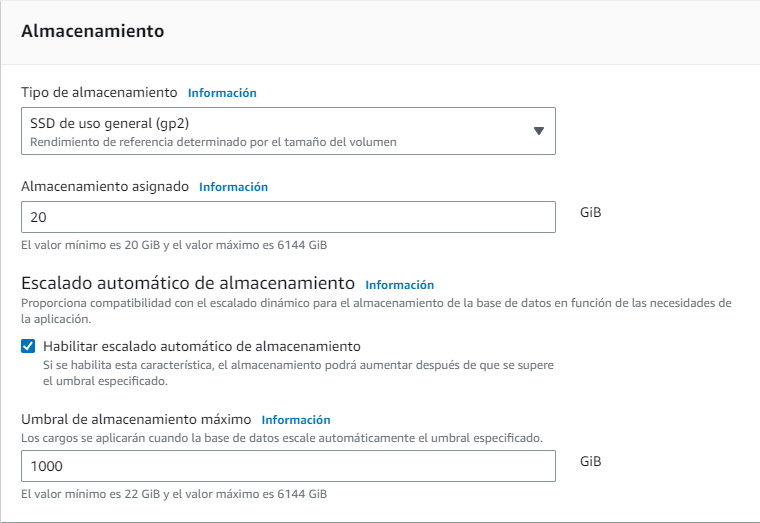 Almacenamiento
Tipo de almacenamiento Información
SSD de uso general (gp2)
Rendimiento de referencia determinado por el tamaño del volumen
Almacenamiento asignado Información
20 GiB
El valor mínimo es 20 GiB y el valor máximo es 6144 GiB
Escalado automático de almacenamiento Información
Proporciona compatibilidad con el escalado dinámico para el almacenamiento de la base de datos en función de las necesidades de
la aplicación.
Habilitar escalado automático de almacenamiento
Si se habilita esta característica, el almacenamiento podrá aumentar después de que se supere
el umbral especificado.
Umbral de almacenamiento máximo Información
Los cargos se aplicarán cuando la base de datos escale automáticamente el umbral especificado.
1000 GiB
El valor mínimo es 22 GiB y el valor máximo es 6144 GiB